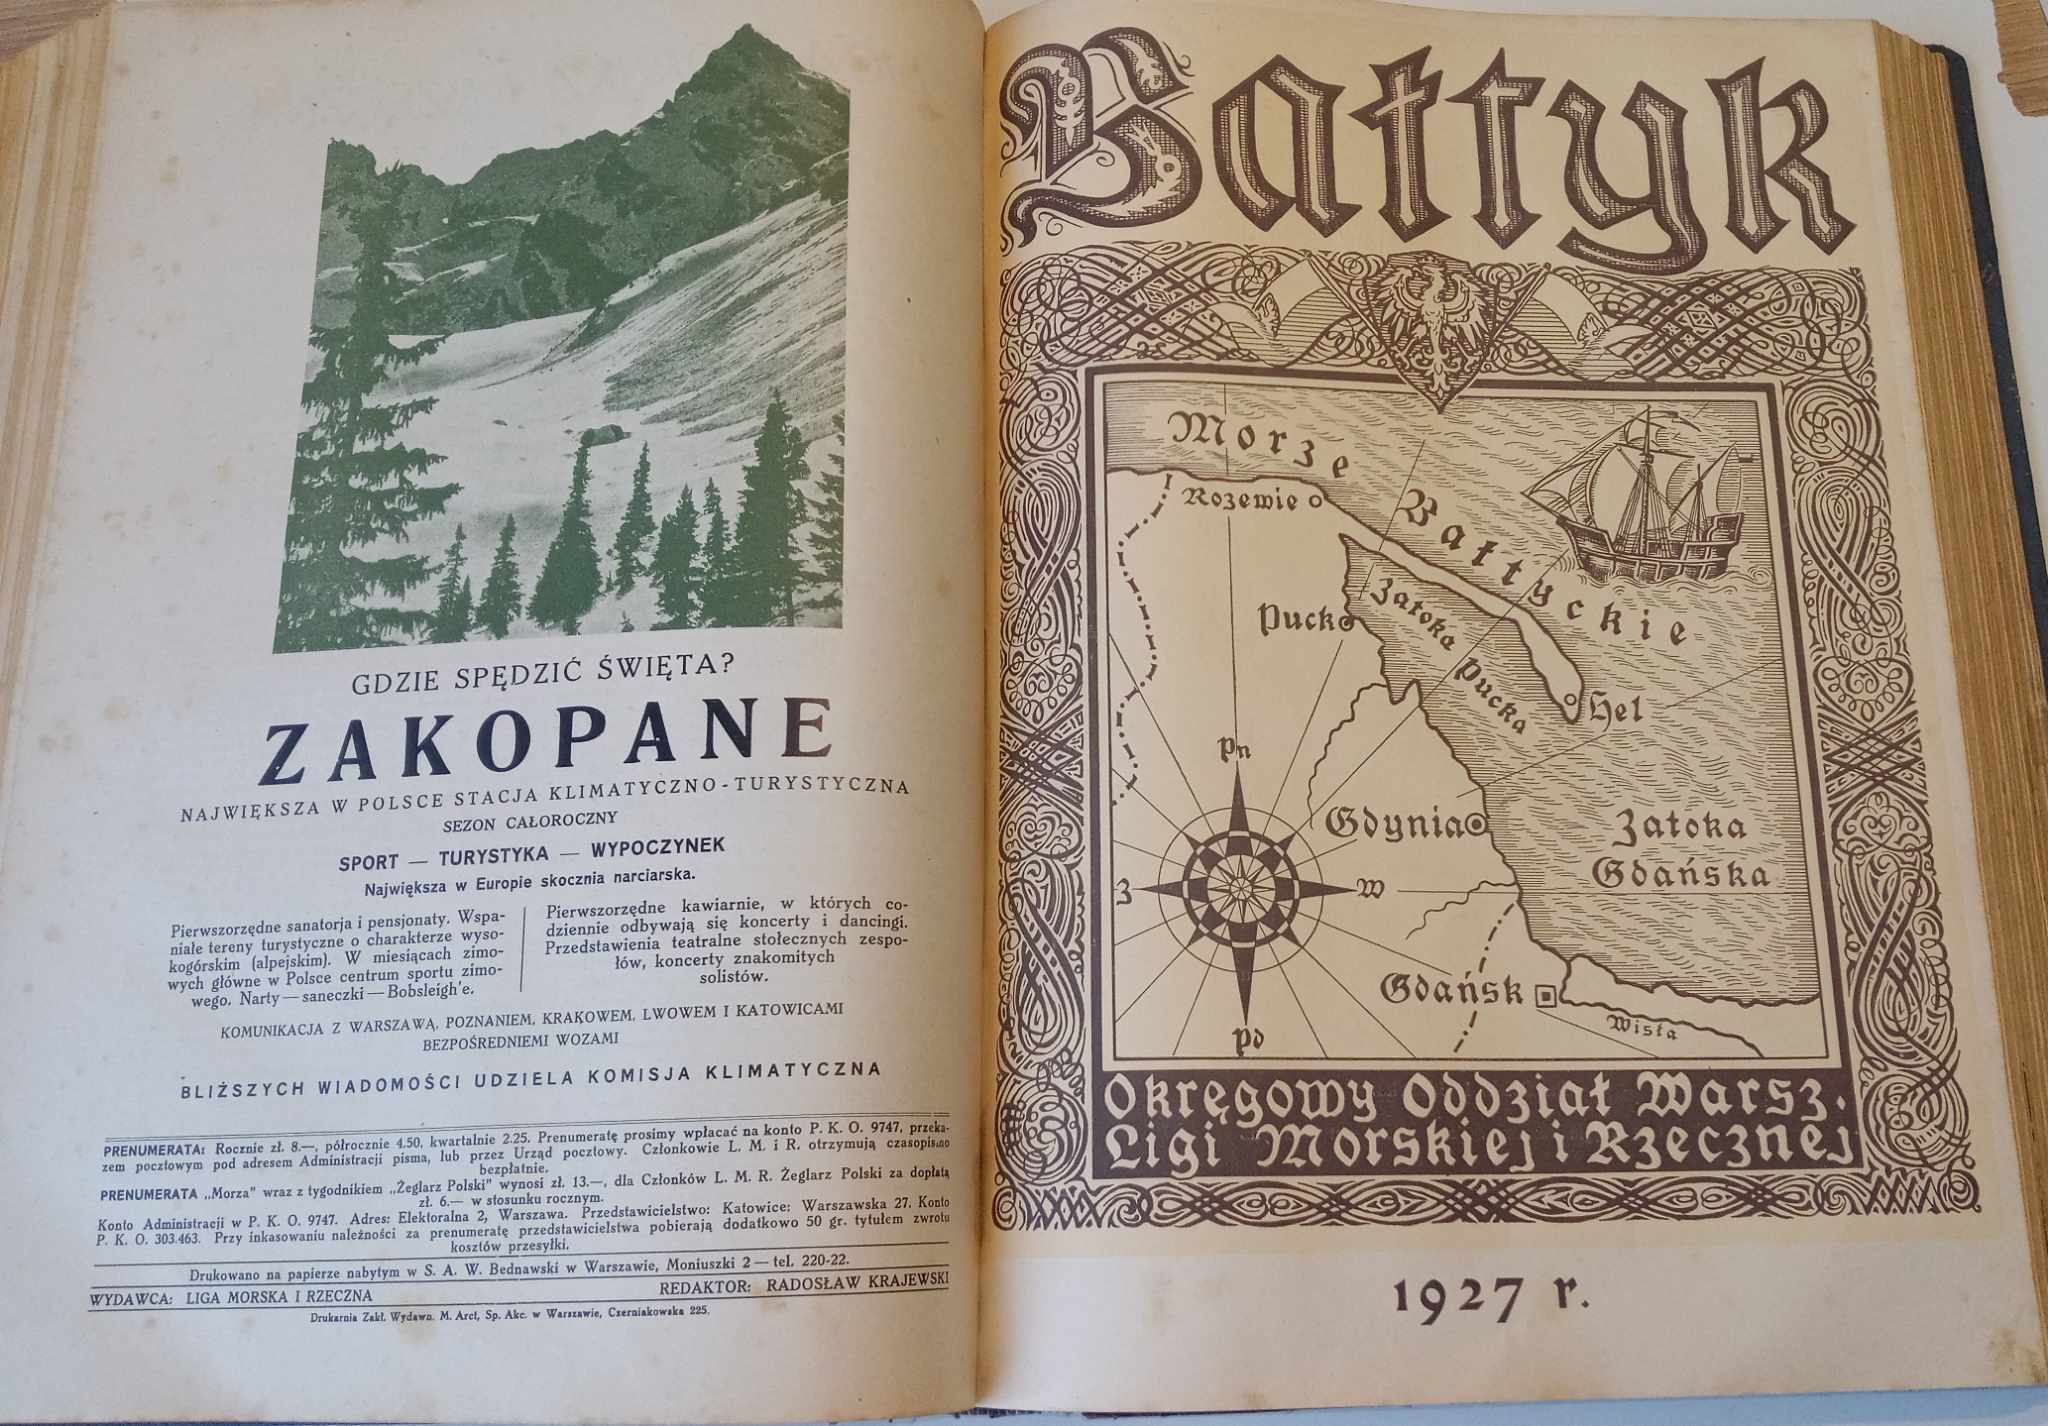 GDZIE SPĘDZIĆ ŚWIĘTA?
ZAKOPANE
NAJWIĘKSZA W POLSCE STACJA KLIMATYCZNO-TURYSTYCZNA
SEZON CAŁOROCZNY
SPORT — TURYSTYKA — WYPOCZYNEK
Największa w Europie skocznia narciarska.
Pierwszorzędne sanatorja i pensjonaty. Wspa-
niałe tereny turystyczne o charakterze wyso-
kogórskim (alpejskim). W miesiącach zimo-
wych główne w Polsce centrum sportu zimo-
wego. Narty — saneczki — Bobsleigh'e.
Pierwszorzędne kawiarnie, w których co-
dziennie odbywają się koncerty i dancingi.
Przedstawienia teatralne stołecznych zespo-
łów, koncerty znakomitych
solistów.
KOMUNIKACJA Z WARSZAWĄ, POZNANIEM, KRAKOWEM, LWOWEM I KATOWICAMI
BEZPOŚREDNIEMI WOZAMI
BLIŻSZYCH WIADOMOŚCI UDZIELA KOMISJA KLIMATYCZNA
PRENUMERATA: Rocznie zł. 8.—, półrocznie 4.50, kwartalnie 2.25. Prenumeratę prosimy wpłacać na konto P. K. O. 9747, przeka-
zem pocztowym pod adresem Administracji pisma, lub przez Urząd pocztowy. Członkowie L. M. i R. otrzymują czasopismo
bezpłatnie.
PRENUMERATA „Morza" wraz z tygodnikiem „Żeglarz Polski" wynosi zł. 13.—, dla Członków L. M. R. Żeglarz Polski za dopłatą
zł. 6.— w stosunku rocznym.
Konto Administracji w P. K. O. 9747. Adres: Elektoralna 2, Warszawa. Przedstawicielstwo: Katowice: Warszawska 27. Konto
P. K. O. 303.463. Przy inkasowaniu należności za prenumeratę przedstawicielstwa pobierają dodatkowo 50 gr. tytułem zwrotu
kosztów przesyłki.
Drukowano na papierze nabytym w S. A. W. Bednawski w Warszawie, Moniuszki 2 — tel. 220-22.
WYDAWCA: LIGA MORSKA I RZECZNA
REDAKTOR: RADOSŁAW KRAJEWSKI
Drukarnia Zakł. Wydawn. M. Arct, Sp. Akc. w Warszawie, Czerniakowska 225.
Bałtyk
Morze Bałtyckie
Rozewie
Puck
Zatoka Pucka
Hel
Pn
Gdynia
Zatoka
Gdańska
Z
W
Gdańsk
Wisła
Pd
Okręgowy Oddział Warsz.
Ligi Morskiej i Rzecznej
1927 r.